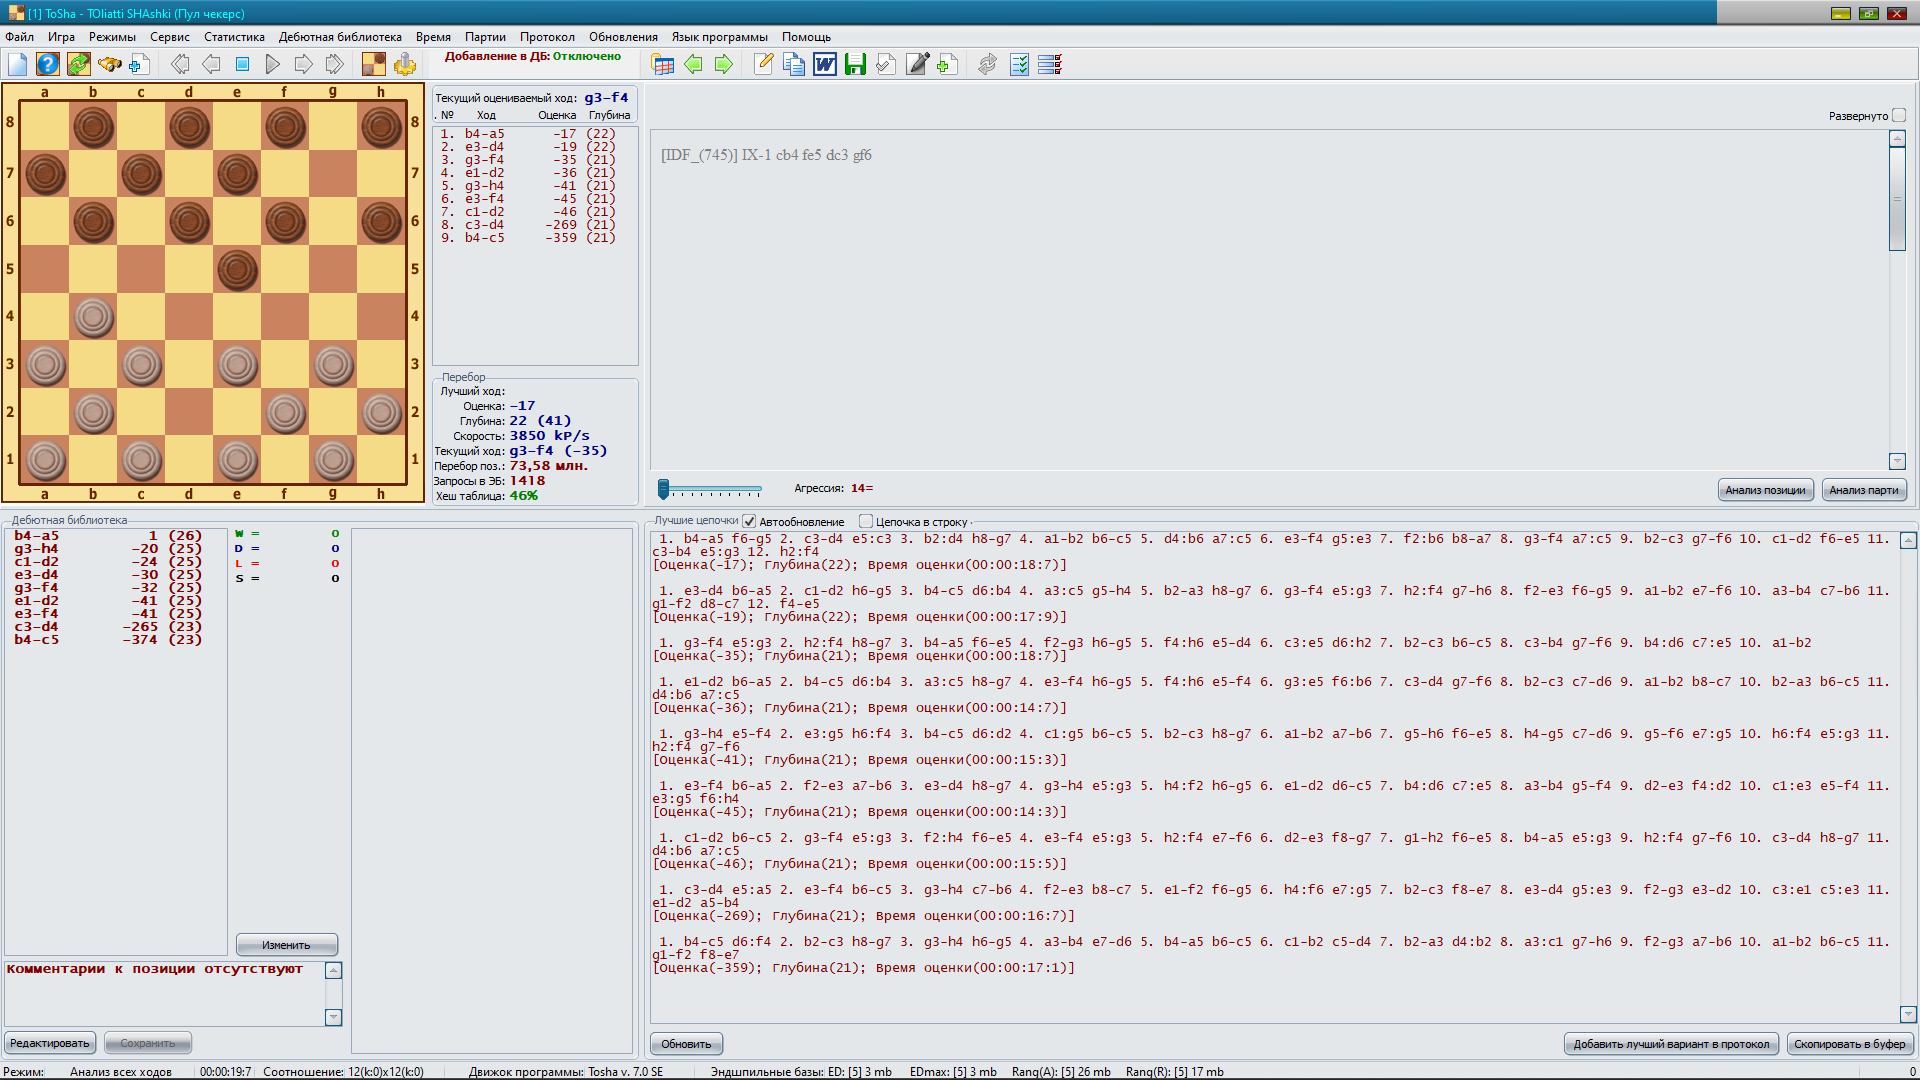 [1] ToSha - TOliatti SHAshki (Пул чекерс)
Файл Игра Режимы Сервис Статистика Дебютная библиотека Время Партии Протокол Обновления Язык программы Помощь
Добавление в ДБ: Отключено
a b c d e f g h
8 8
7 7
6 6
5 5
4 4
3 3
2 2
1 1
a b c d e f g h
Текущий оцениваемый ход: g3-f4
. № Ход Оценка Глубина
1. b4-a5 -17 (22)
2. e3-d4 -19 (22)
3. g3-f4 -35 (21)
4. e1-d2 -36 (21)
5. g3-h4 -41 (21)
6. e3-f4 -45 (21)
7. c1-d2 -46 (21)
8. c3-d4 -269 (21)
9. b4-c5 -359 (21)
Перебор
Лучший ход:
Оценка: -17
Глубина: 22 (41)
Скорость: 3850 kP/s
Текущий ход: g3-f4 (-35)
Перебор поз.: 73,58 млн.
Запросы в ЭБ: 1418
Хеш таблица: 46%
Развернуто
[IDF_(745)] IX-1 cb4 fe5 dc3 gf6
Агрессия: 14=
Анализ позиции Анализ парти
Дебютная библиотека
b4-a5 1 (26)
g3-h4 -20 (25)
c1-d2 -24 (25)
e3-d4 -30 (25)
g3-f4 -32 (25)
e1-d2 -41 (25)
e3-f4 -41 (25)
c3-d4 -265 (23)
b4-c5 -374 (23)
W = 0
D = 0
L = 0
S = 0
Изменить
Комментарии к позиции отсутствуют
Редактировать Сохранить
Лучшие цепочки Автообновление Цепочка в строку
1. b4-a5 f6-g5 2. c3-d4 e5:c3 3. b2:d4 h8-g7 4. a1-b2 b6-c5 5. d4:b6 a7:c5 6. e3-f4 g5:e3 7. f2:b6 b8-a7 8. g3-f4 a7:c5 9. b2-c3 g7-f6 10. c1-d2 f6-e5 11.
c3-b4 e5:g3 12. h2:f4
[Оценка(-17); Глубина(22); Время оценки(00:00:18:7)]
1. e3-d4 b6-a5 2. c1-d2 h6-g5 3. b4-c5 d6:b4 4. a3:c5 g5-h4 5. b2-a3 h8-g7 6. g3-f4 e5:g3 7. h2:f4 g7-h6 8. f2-e3 f6-g5 9. a1-b2 e7-f6 10. a3-b4 c7-b6 11.
g1-f2 d8-c7 12. f4-e5
[Оценка(-19); Глубина(22); Время оценки(00:00:17:9)]
1. g3-f4 e5:g3 2. h2:f4 h8-g7 3. b4-a5 f6-e5 4. f2-g3 h6-g5 5. f4:h6 e5-d4 6. c3:e5 d6:h2 7. b2-c3 b6-c5 8. c3-b4 g7-f6 9. b4:d6 c7:e5 10. a1-b2
[Оценка(-35); Глубина(21); Время оценки(00:00:18:7)]
1. e1-d2 b6-a5 2. b4-c5 d6:b4 3. a3:c5 h8-g7 4. e3-f4 h6-g5 5. f4:h6 e5-f4 6. g3:e5 f6:b6 7. c3-d4 g7-f6 8. b2-c3 c7-d6 9. a1-b2 b8-c7 10. b2-a3 b6-c5 11.
d4:b6 a7:c5
[Оценка(-36); Глубина(21); Время оценки(00:00:14:7)]
1. g3-h4 e5-f4 2. e3:g5 h6:f4 3. b4-c5 d6:d2 4. c1:g5 b6-c5 5. b2-c3 h8-g7 6. a1-b2 a7-b6 7. g5-h6 f6-e5 8. h4-g5 c7-d6 9. g5-f6 e7:g5 10. h6:f4 e5:g3 11.
h2:f4 g7-f6
[Оценка(-41); Глубина(21); Время оценки(00:00:15:3)]
1. e3-f4 b6-a5 2. f2-e3 a7-b6 3. e3-d4 h8-g7 4. g3-h4 e5:g3 5. h4:f2 h6-g5 6. e1-d2 d6-c5 7. b4:d6 c7:e5 8. a3-b4 g5-f4 9. d2-e3 f4:d2 10. c1:e3 e5-f4 11.
e3:g5 f6:h4
[Оценка(-45); Глубина(21); Время оценки(00:00:14:3)]
1. c1-d2 b6-c5 2. g3-f4 e5:g3 3. f2:h4 f6-e5 4. e3-f4 e5:g3 5. h2:f4 e7-f6 6. d2-e3 f8-g7 7. g1-h2 f6-e5 8. b4-a5 e5:g3 9. h2:f4 g7-f6 10. c3-d4 h8-g7 11.
d4:b6 a7:c5
[Оценка(-46); Глубина(21); Время оценки(00:00:15:5)]
1. c3-d4 e5:a5 2. e3-f4 b6-c5 3. g3-h4 c7-b6 4. f2-e3 b8-c7 5. e1-f2 f6-g5 6. h4:f6 e7:g5 7. b2-c3 f8-e7 8. e3-d4 g5:e3 9. f2-g3 e3-d2 10. c3:e1 c5:e3 11.
e1-d2 a5-b4
[Оценка(-269); Глубина(21); Время оценки(00:00:16:7)]
1. b4-c5 d6:f4 2. b2-c3 h8-g7 3. g3-h4 h6-g5 4. a3-b4 e7-d6 5. b4-a5 b6-c5 6. c1-b2 c5-d4 7. b2-a3 d4:b2 8. a3:c1 g7-h6 9. f2-g3 a7-b6 10. a1-b2 b6-c5 11.
g1-f2 f8-e7
[Оценка(-359); Глубина(21); Время оценки(00:00:17:1)]
Обновить Добавить лучший вариант в протокол Скопировать в буфер
Режим: Анализ всех ходов 00:00:19:7 Соотношение: 12(k:0)x12(k:0) Движок программы: Tosha v. 7.0 SE Эндшпильные базы: ED: [5] 3 mb EDmax: [5] 3 mb Rang(A): [5] 26 mb Rang(R): [5] 17 mb 0